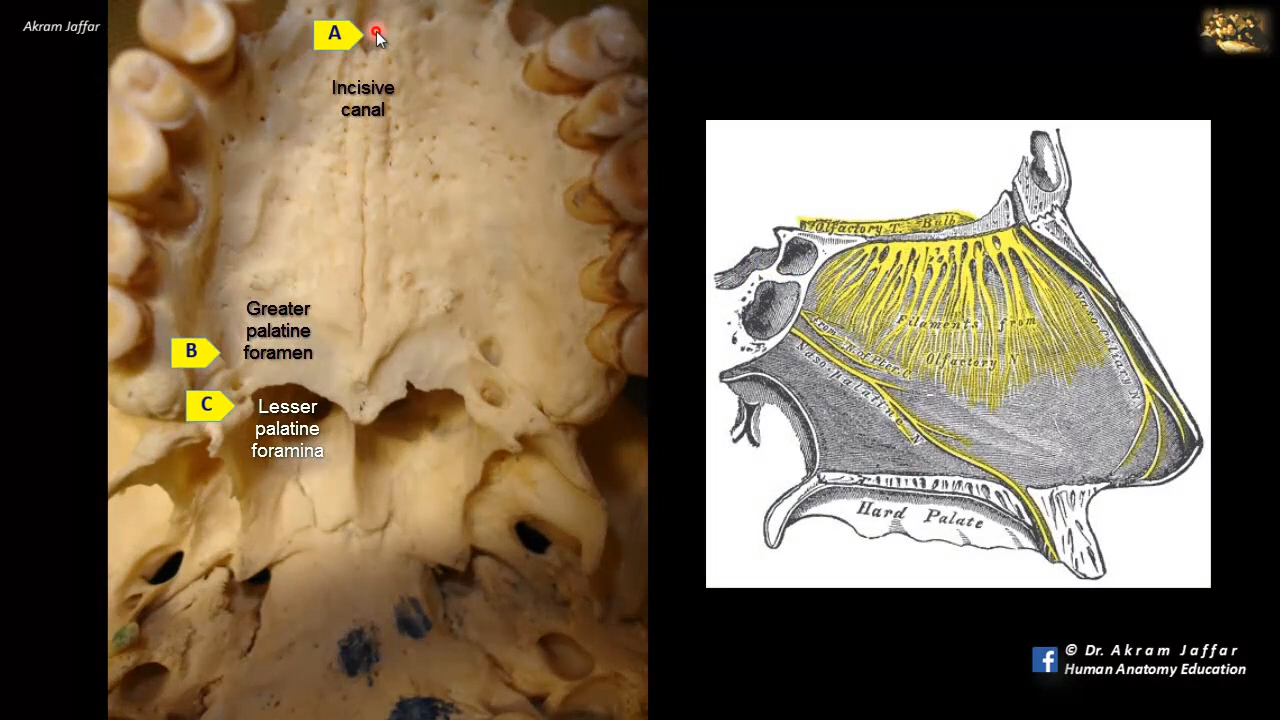 Akram Jaffar
A
Incisive
canal
Greater
palatine
foramen
B
C
Lesser
palatine
foramina
Olfactory T. Bulb
Filaments from
Olfactory N
Naso-palatine N
Hard Palate
© Dr. Akram Jaffar
Human Anatomy Education